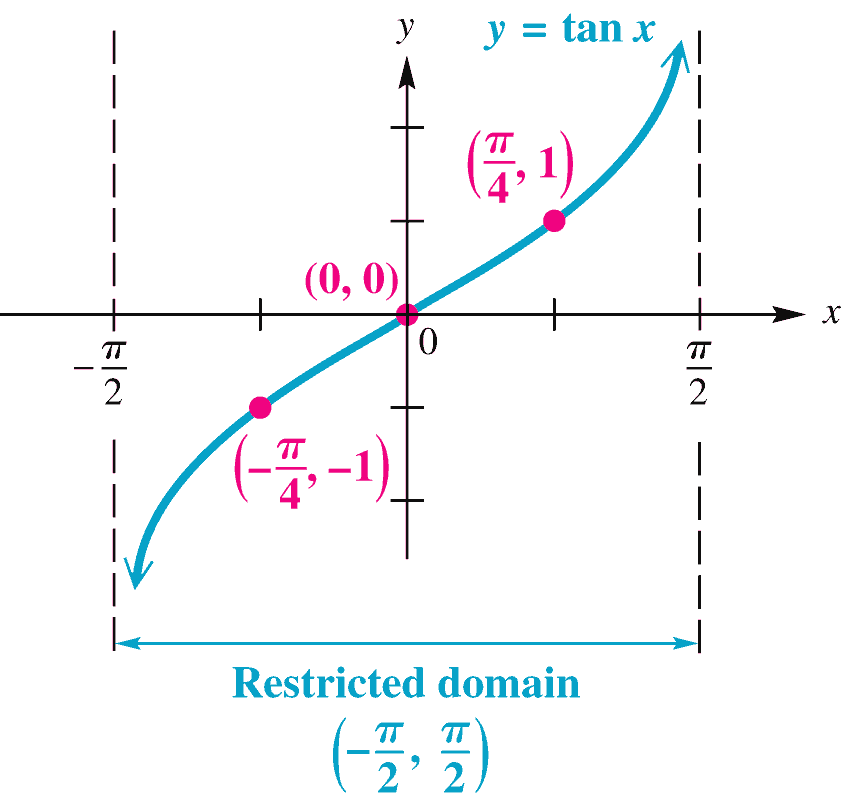 y
y = tan x
(π/4, 1)
(0, 0)
x
0
-π/2
π/2
(-π/4, -1)
Restricted domain
(-π/2, π/2)